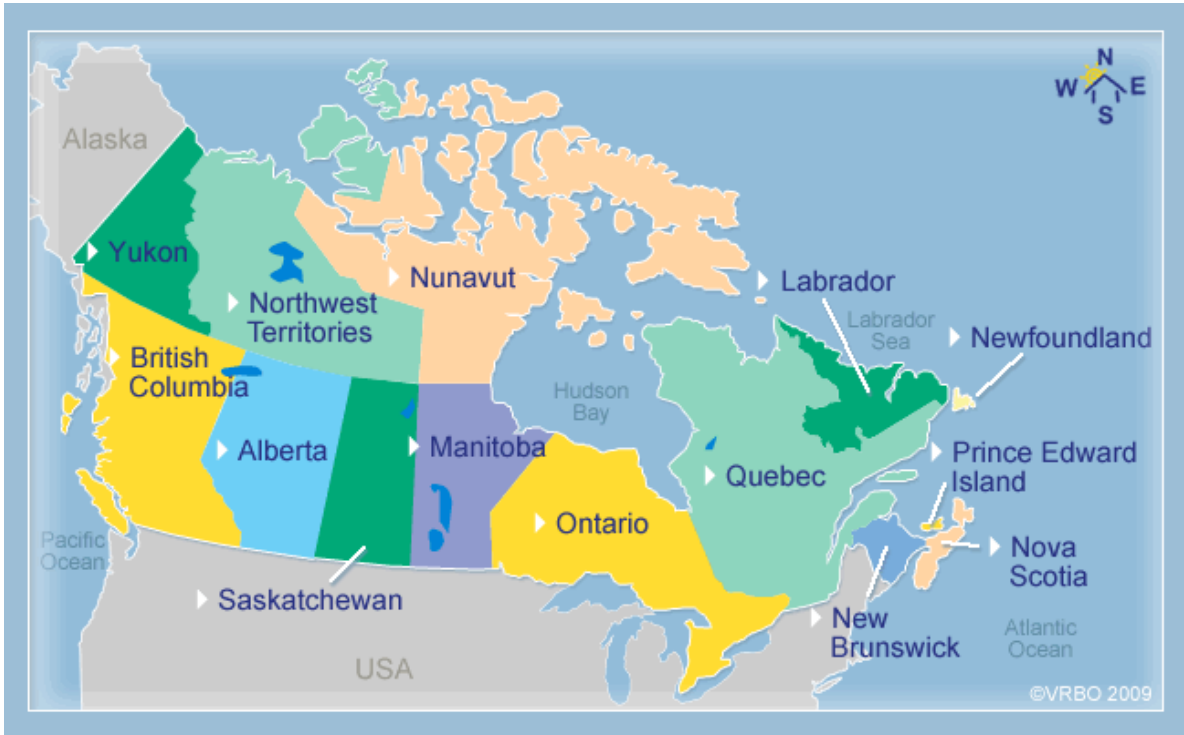 N
W
E
S
Alaska
Yukon
Northwest
Territories
Nunavut
Labrador
Labrador
Sea
Newfoundland
British
Columbia
Hudson
Bay
Alberta
Manitoba
Quebec
Prince Edward
Island
Ontario
Pacific
Ocean
Nova
Scotia
Saskatchewan
New
Brunswick
Atlantic
Ocean
USA
©VRBO 2009